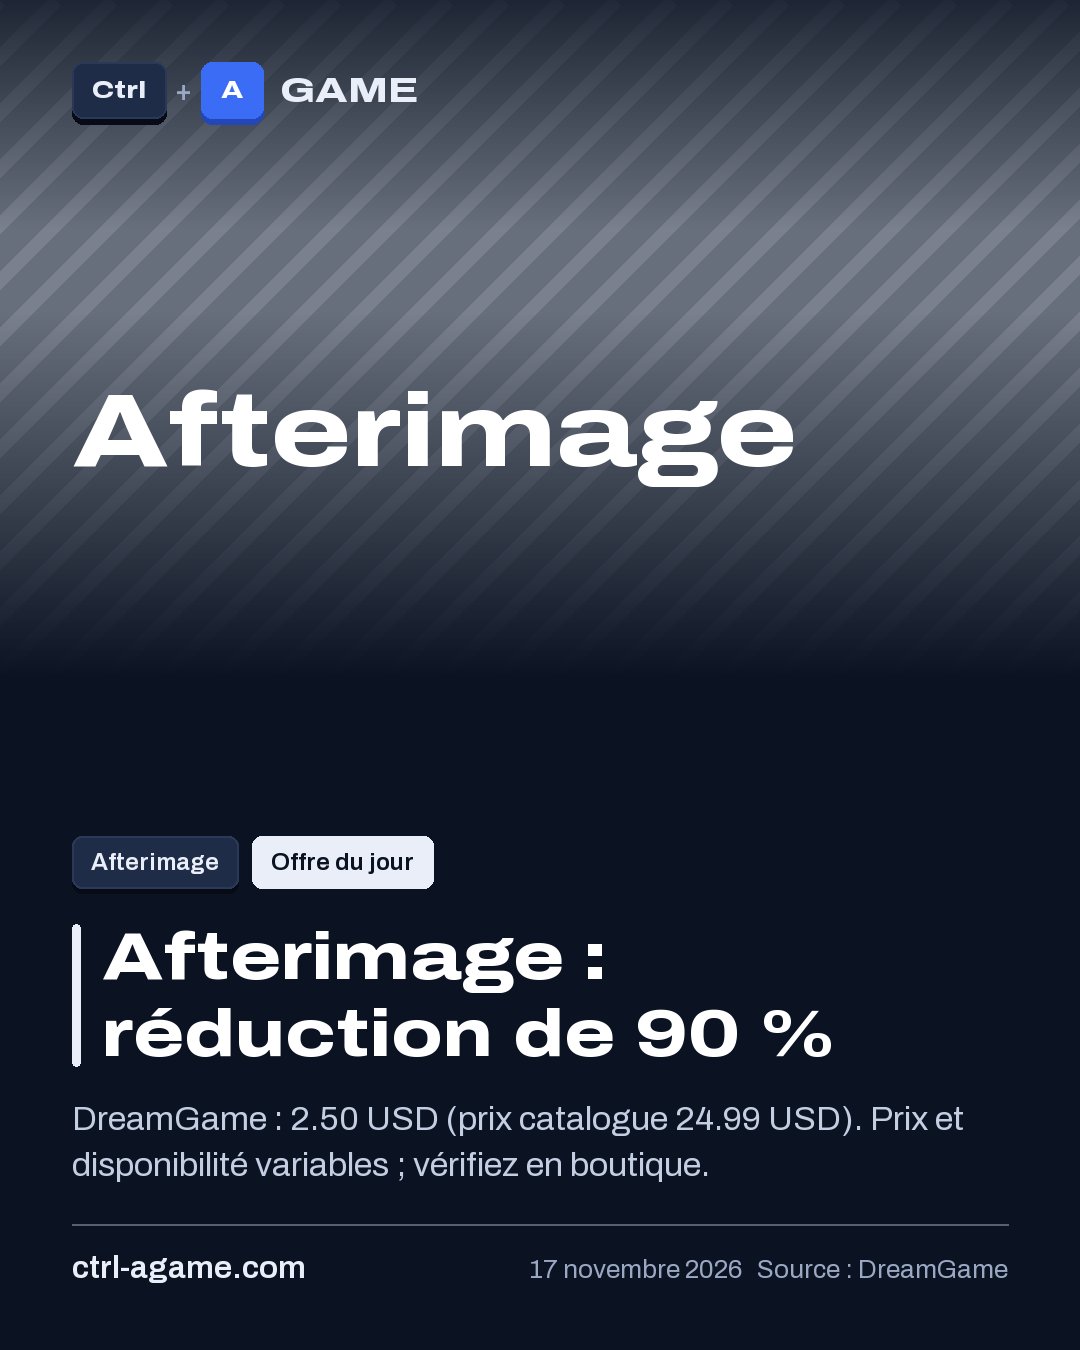 Ctrl + A GAME
Afterimage
Afterimage Offre du jour
Afterimage :
réduction de 90 %
DreamGame : 2.50 USD (prix catalogue 24.99 USD). Prix et
disponibilité variables ; vérifiez en boutique.
ctrl-agame.com 17 novembre 2026 Source : DreamGame